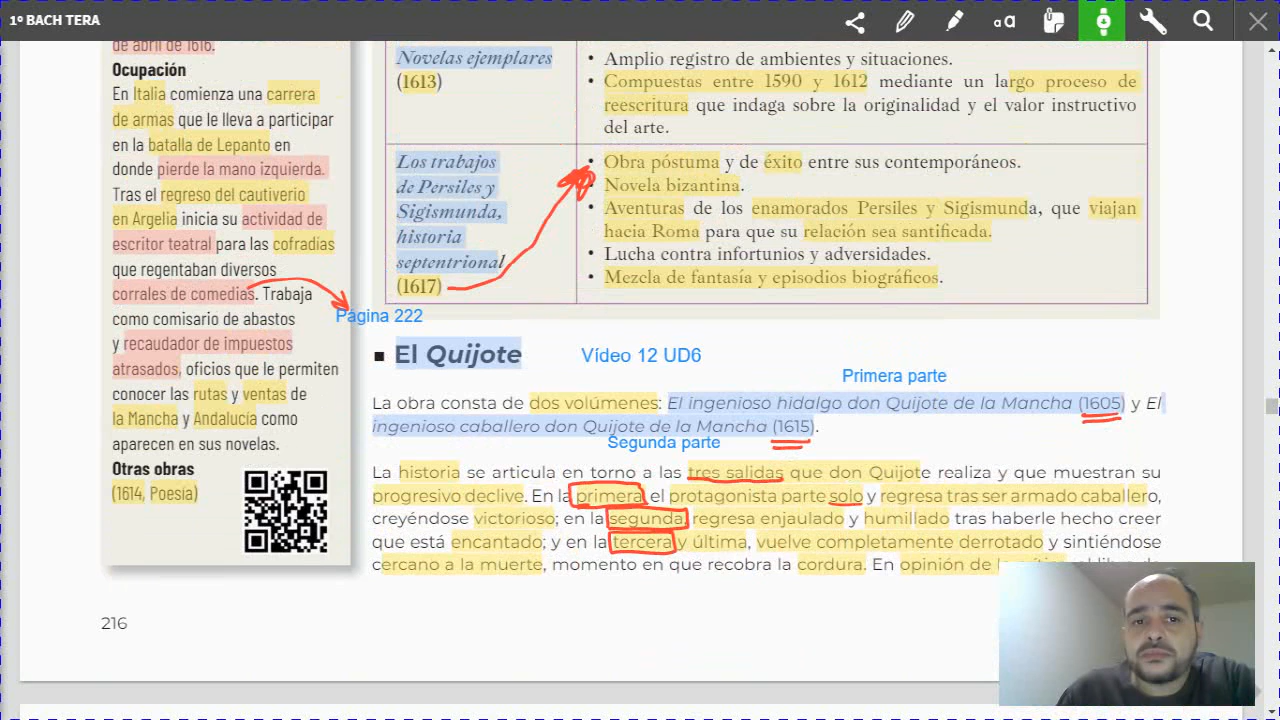 1º BACH TERA
de abril de 1616.
Ocupación
En Italia comienza una carrera
de armas que le lleva a participar
en la batalla de Lepanto en
donde pierde la mano izquierda.
Tras el regreso del cautiverio
en Argelia inicia su actividad de
escritor teatral para las cofradías
que regentaban diversos
corrales de comedias. Trabaja
como comisario de abastos
y recaudador de impuestos
atrasados, oficios que le permiten
conocer las rutas y ventas de
la Mancha y Andalucía como
aparecen en sus novelas.
Otras obras
(1614, Poesía)
Página 222
Novelas ejemplares
(1613)
• Amplio registro de ambientes y situaciones.
• Compuestas entre 1590 y 1612 mediante un largo proceso de
reescritura que indaga sobre la originalidad y el valor instructivo
del arte.
Los trabajos
de Persiles y
Sigismunda,
historia
septentrional
(1617)
• Obra póstuma y de éxito entre sus contemporáneos.
• Novela bizantina.
• Aventuras de los enamorados Persiles y Sigismunda, que viajan
hacia Roma para que su relación sea santificada.
• Lucha contra infortunios y adversidades.
• Mezcla de fantasía y episodios biográficos.
■ El Quijote
Vídeo 12 UD6
Primera parte
La obra consta de dos volúmenes: El ingenioso hidalgo don Quijote de la Mancha (1605) y El
ingenioso caballero don Quijote de la Mancha (1615).
Segunda parte
La historia se articula en torno a las tres salidas que don Quijote realiza y que muestran su
progresivo declive. En la primera, el protagonista parte solo y regresa tras ser armado caballero,
creyéndose victorioso; en la segunda, regresa enjaulado y humillado tras haberle hecho creer
que está encantado; y en la tercera y última, vuelve completamente derrotado y sintiéndose
cercano a la muerte, momento en que recobra la cordura. En opinión de
216